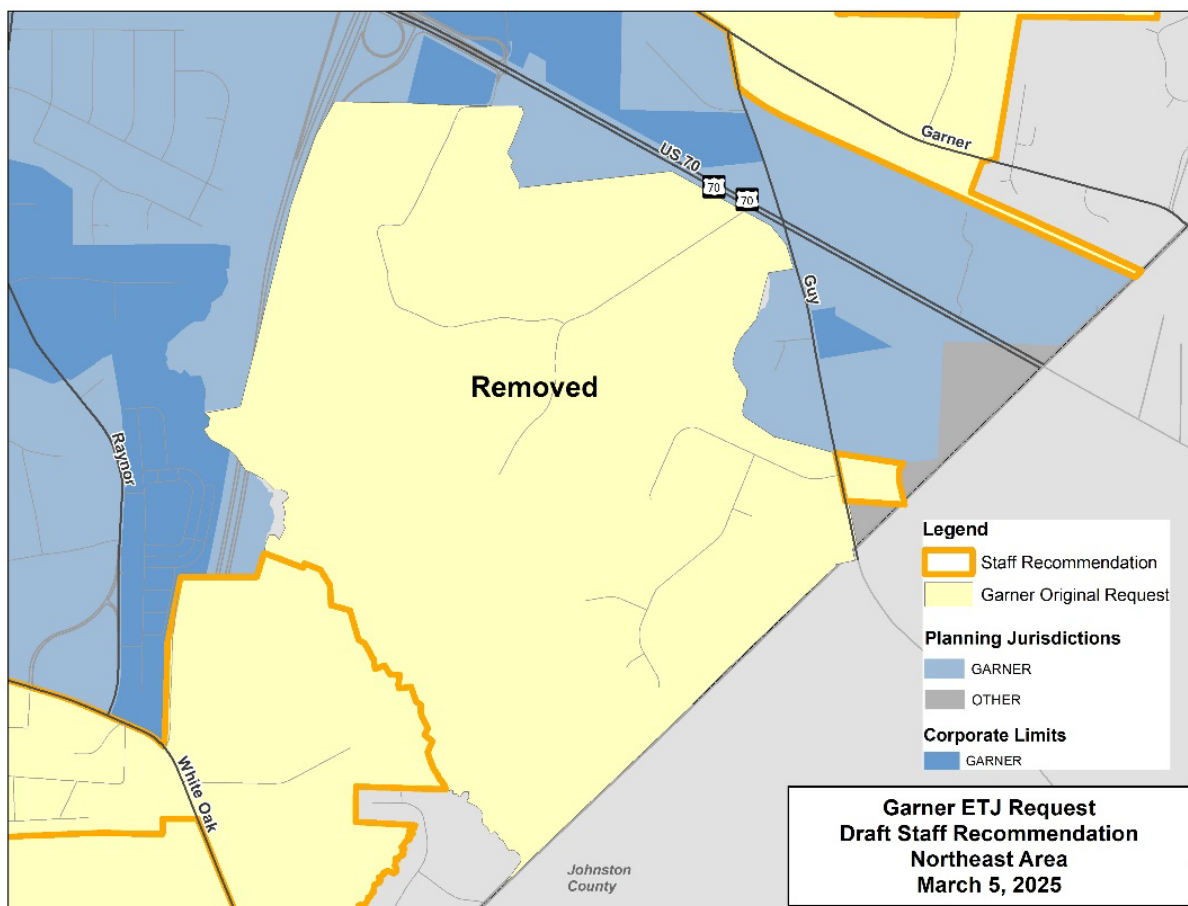 Garner
US 70
70
70
Guy
Removed
Raynor
White Oak
Legend
Staff Recommendation
Garner Original Request
Planning Jurisdictions
GARNER
OTHER
Corporate Limits
GARNER
Johnston
County
Garner ETJ Request
Draft Staff Recommendation
Northeast Area
March 5, 2025